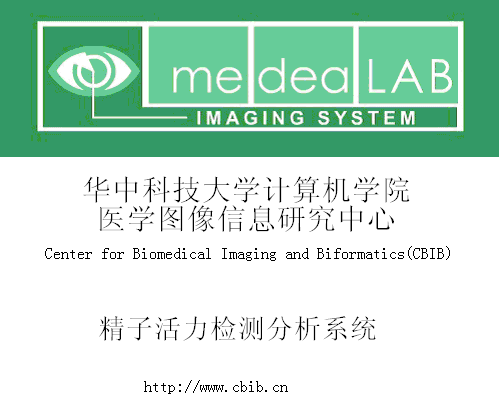 medea LAB
IMAGING SYSTEM
华中科技大学计算机学院
医学图像信息研究中心
Center for Biomedical Imaging and Biformatics(CBIB)
精子活力检测分析系统
http://www.cbib.cn